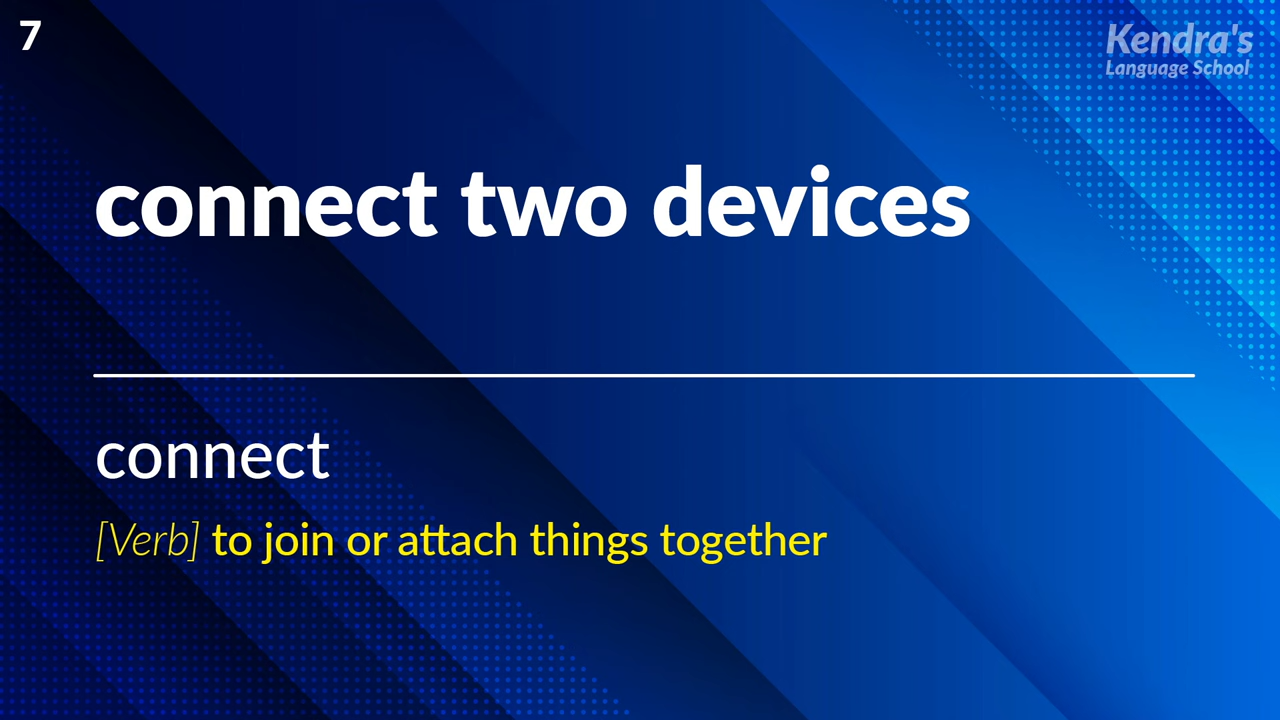 7
Kendra's
Language School
connect two devices
connect
[Verb] to join or attach things together